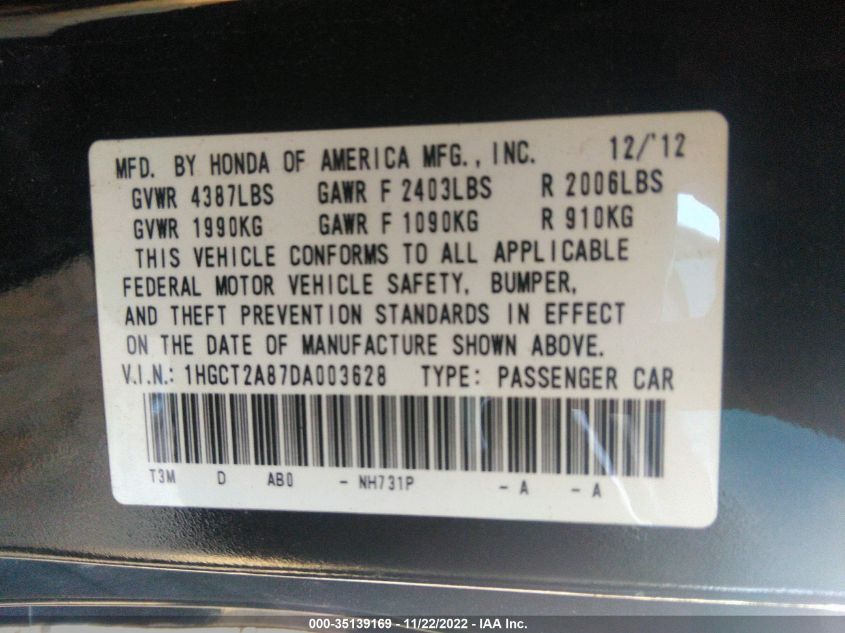 MFD. BY HONDA OF AMERICA MFG., INC. 12/'12
GVWR 4387LBS GAWR F 2403LBS R 2006LBS
GVWR 1990KG GAWR F 1090KG R 910KG
THIS VEHICLE CONFORMS TO ALL APPLICABLE
FEDERAL MOTOR VEHICLE SAFETY, BUMPER,
AND THEFT PREVENTION STANDARDS IN EFFECT
ON THE DATE OF MANUFACTURE SHOWN ABOVE.
V.I.N.: 1HGCT2A87DA003628 TYPE: PASSENGER CAR
T3M D AB0 - NH731P - A - A
000-35139169 - 11/22/2022 - IAA Inc.